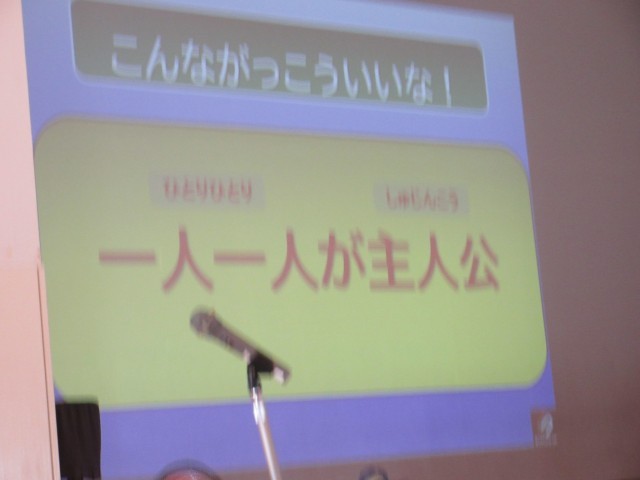 こんながっこういいな!
ひとりひとり しゅじんこう
一人一人が主人公